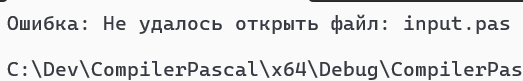 Ошибка: Не удалось открыть файл: input.pas
C:\Dev\CompilerPascal\x64\Debug\CompilerPas